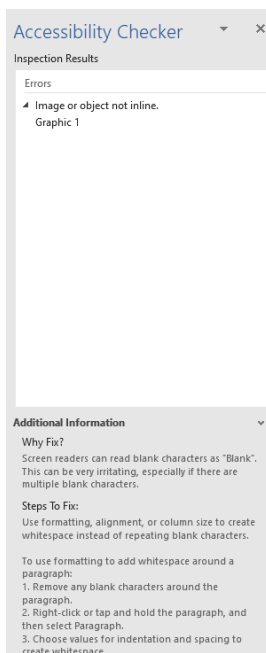 Accessibility Checker
Inspection Results
Errors
Image or object not inline.
Graphic 1
Additional Information
Why Fix?
Screen readers can read blank characters as "Blank".
This can be very irritating, especially if there are
multiple blank characters.
Steps To Fix:
Use formatting, alignment, or column size to create
whitespace instead of repeating blank characters.
To use formatting to add whitespace around a
paragraph:
1. Remove any blank characters around the
paragraph.
2. Right-click or tap and hold the paragraph, and
then select Paragraph.
3. Choose values for indentation and spacing to
create whitespace.